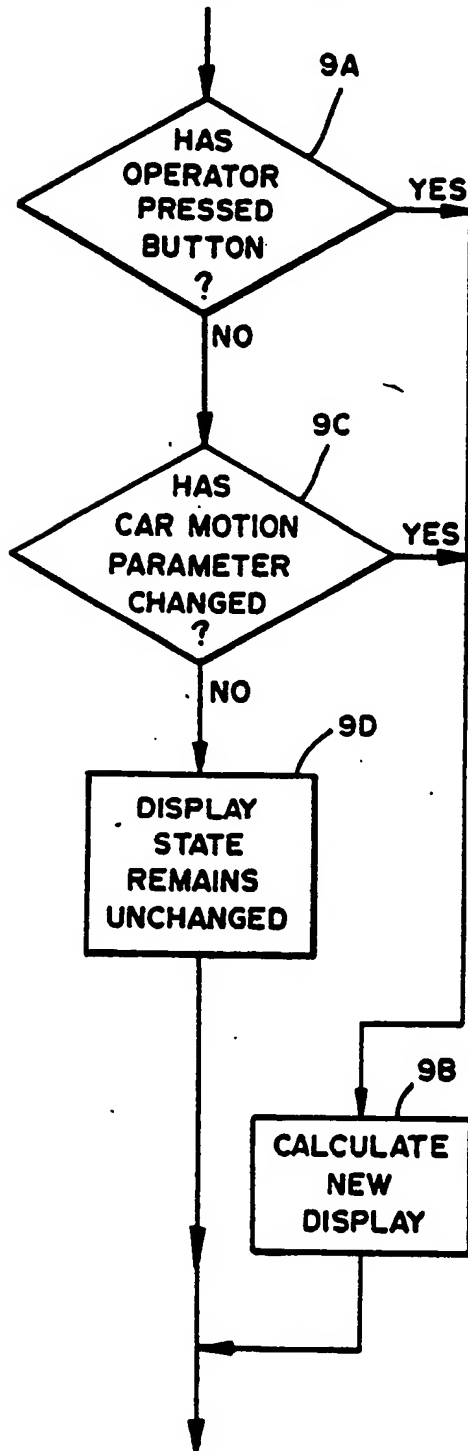 9A
HAS
OPERATOR
PRESSED
BUTTON
?
YES
NO
9C
HAS
CAR MOTION
PARAMETER
CHANGED
?
YES
NO
9D
DISPLAY
STATE
REMAINS
UNCHANGED
9B
CALCULATE
NEW
DISPLAY